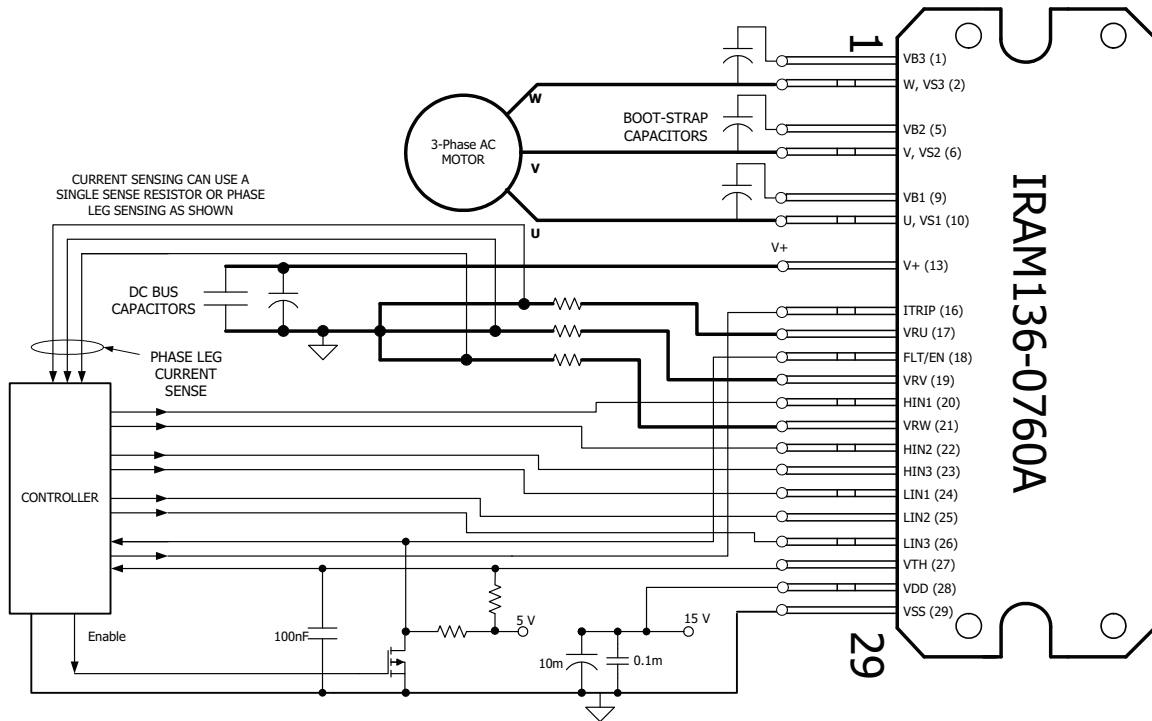 1
VB3 (1)
W, VS3 (2)
W
BOOT-STRAP
CAPACITORS
VB2 (5)
3-Phase AC
MOTOR
V
V, VS2 (6)
CURRENT SENSING CAN USE A
SINGLE SENSE RESISTOR OR PHASE
LEG SENSING AS SHOWN
VB1 (9)
U, VS1 (10)
U
V+
V+ (13)
DC BUS
CAPACITORS
ITRIP (16)
VRU (17)
PHASE LEG
CURRENT
SENSE
FLT/EN (18)
VRV (19)
HIN1 (20)
VRW (21)
HIN2 (22)
HIN3 (23)
CONTROLLER
LIN1 (24)
LIN2 (25)
LIN3 (26)
VTH (27)
VDD (28)
VSS (29)
IRAM136-0760A
Enable
100nF
5 V
15 V
10m
0.1m
29